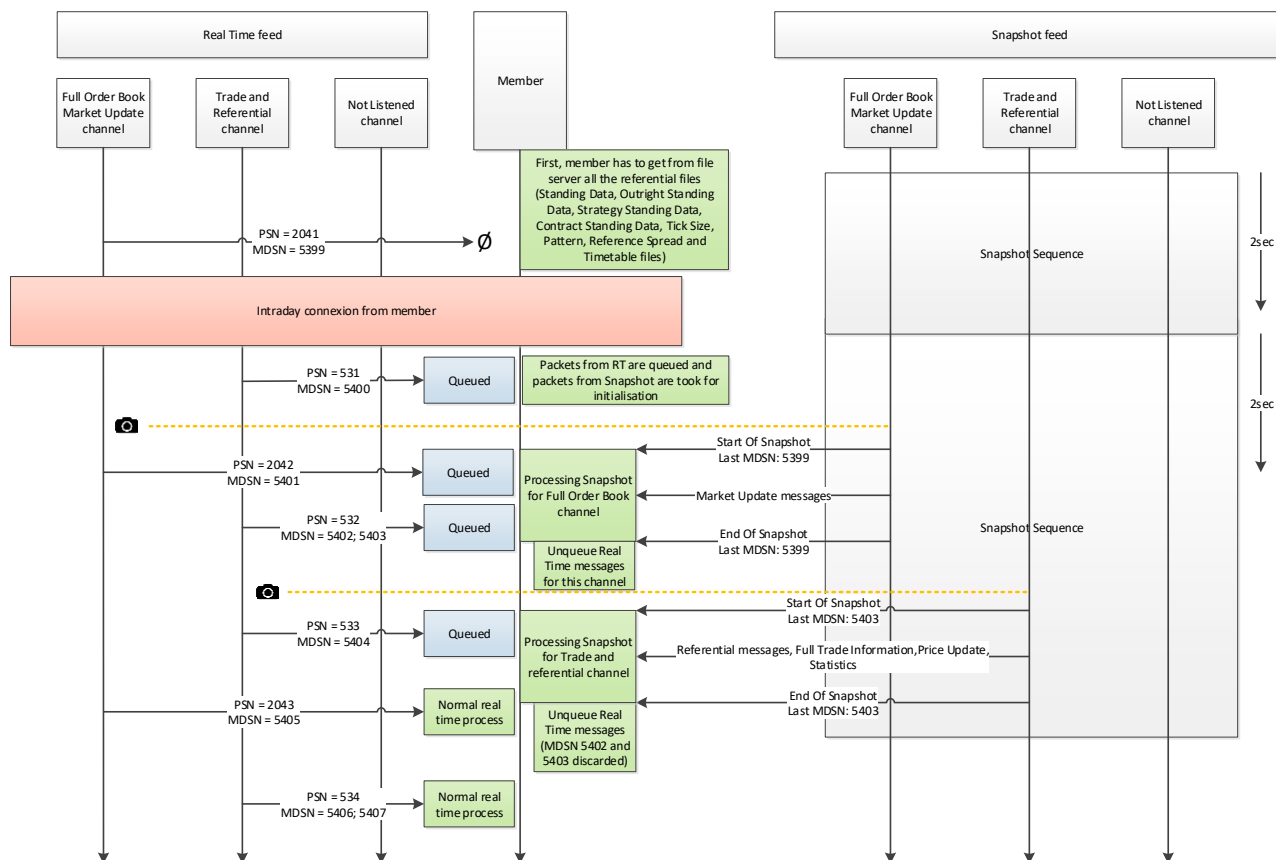 Real Time feed
Member
Snapshot feed
Full Order Book
Market Update
channel
Trade and
Referential
channel
Not Listened
channel
Full Order Book
Market Update
channel
Trade and
Referential
channel
Not Listened
channel
First, member has to get from file
server all the referential files
(Standing Data, Outright Standing
Data, Strategy Standing Data,
Contract Standing Data, Tick Size,
Pattern, Reference Spread and
Timetable files)
PSN = 2041
MDSN = 5399
Ø
Snapshot Sequence
2sec
Intraday connexion from member
PSN = 531
MDSN = 5400
Queued
Packets from RT are queued and
packets from Snapshot are took for
initialisation
2sec
Start Of Snapshot
Last MDSN: 5399
PSN = 2042
MDSN = 5401
Queued
Processing Snapshot
for Full Order Book
channel
Market Update messages
PSN = 532
MDSN = 5402; 5403
Queued
End Of Snapshot
Last MDSN: 5399
Snapshot Sequence
Unqueue Real
Time messages
for this channel
Start Of Snapshot
Last MDSN: 5403
PSN = 533
MDSN = 5404
Queued
Processing Snapshot
for Trade and
referential channel
Referential messages, Full Trade Information,Price Update,
Statistics
PSN = 2043
MDSN = 5405
Normal real
time process
End Of Snapshot
Last MDSN: 5403
Unqueue Real
Time messages
(MDSN 5402 and
5403 discarded)
PSN = 534
MDSN = 5406; 5407
Normal real
time process